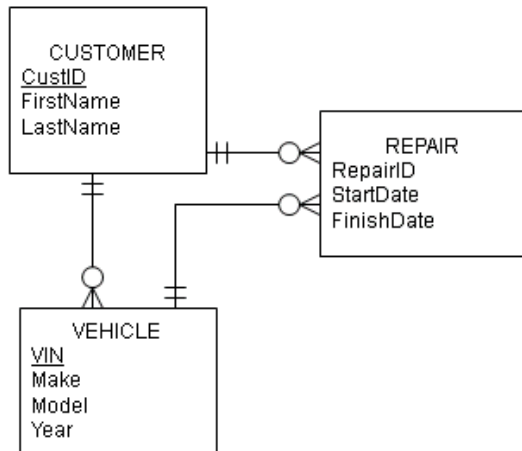 CUSTOMER
CustID
FirstName
LastName
REPAIR
RepairID
StartDate
FinishDate
VEHICLE
VIN
Make
Model
Year